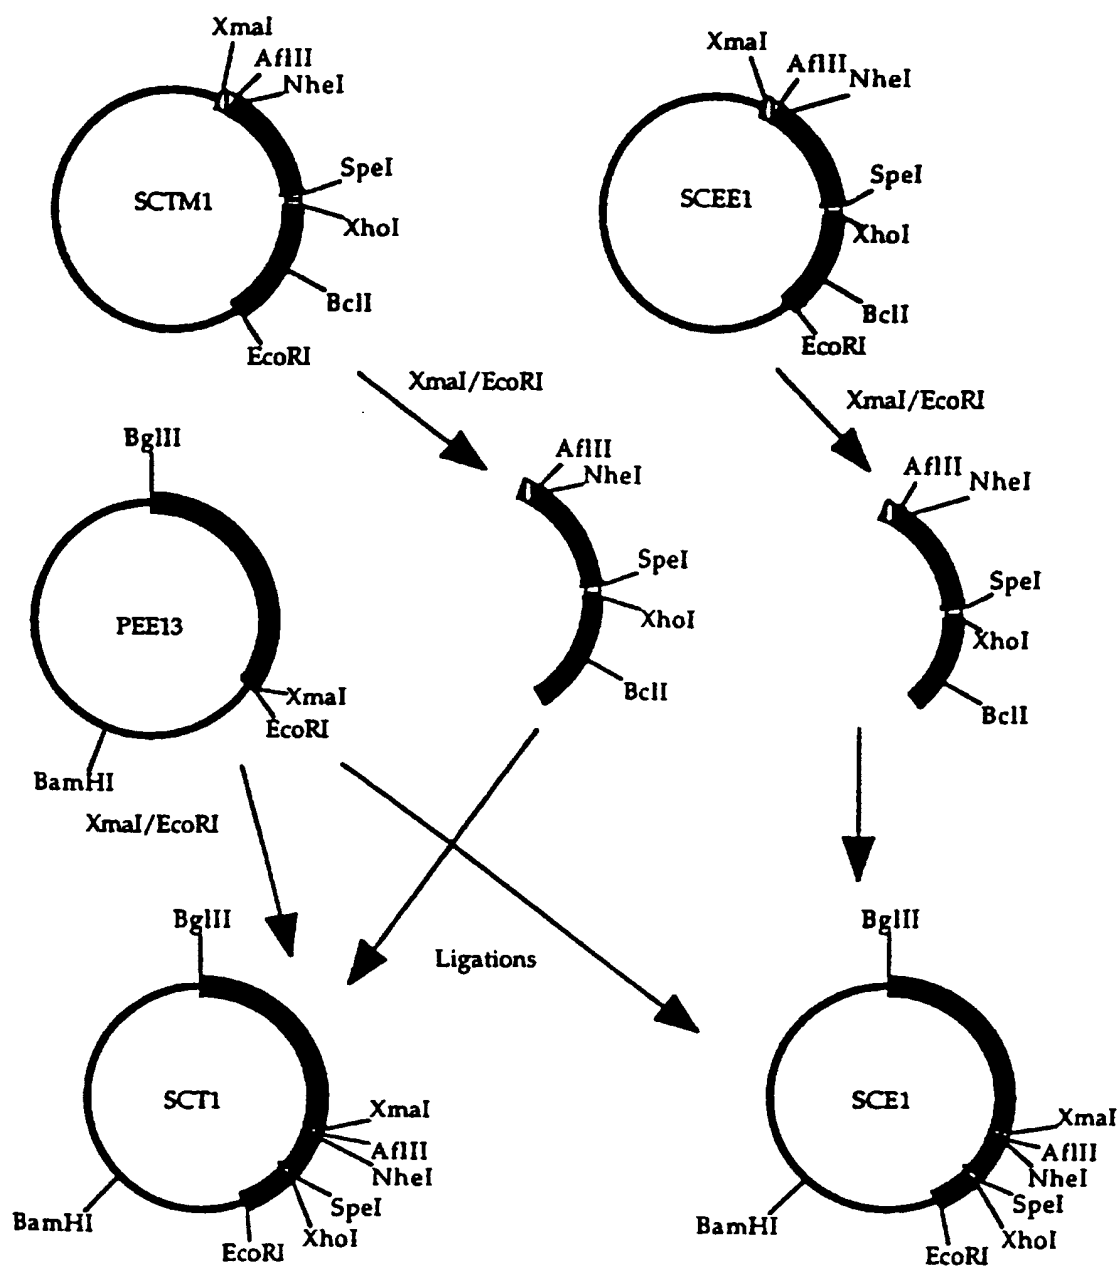 XmaI
AflII
NheI
SpeI
SCTM1
XhoI
BclI
EcoRI
XmaI
AflII
NheI
SpeI
SCEE1
XhoI
BclI
EcoRI
XmaI/EcoRI
XmaI/EcoRI
BglII
PEE13
XmaI
EcoRI
BamHI
XmaI/EcoRI
AflII
NheI
SpeI
XhoI
BclI
AflII
NheI
SpeI
XhoI
BclI
Ligations
BglII
SCT1
XmaI
AflII
NheI
SpeI
XhoI
EcoRI
BamHI
BglII
SCE1
XmaI
AflII
NheI
SpeI
XhoI
EcoRI
BamHI